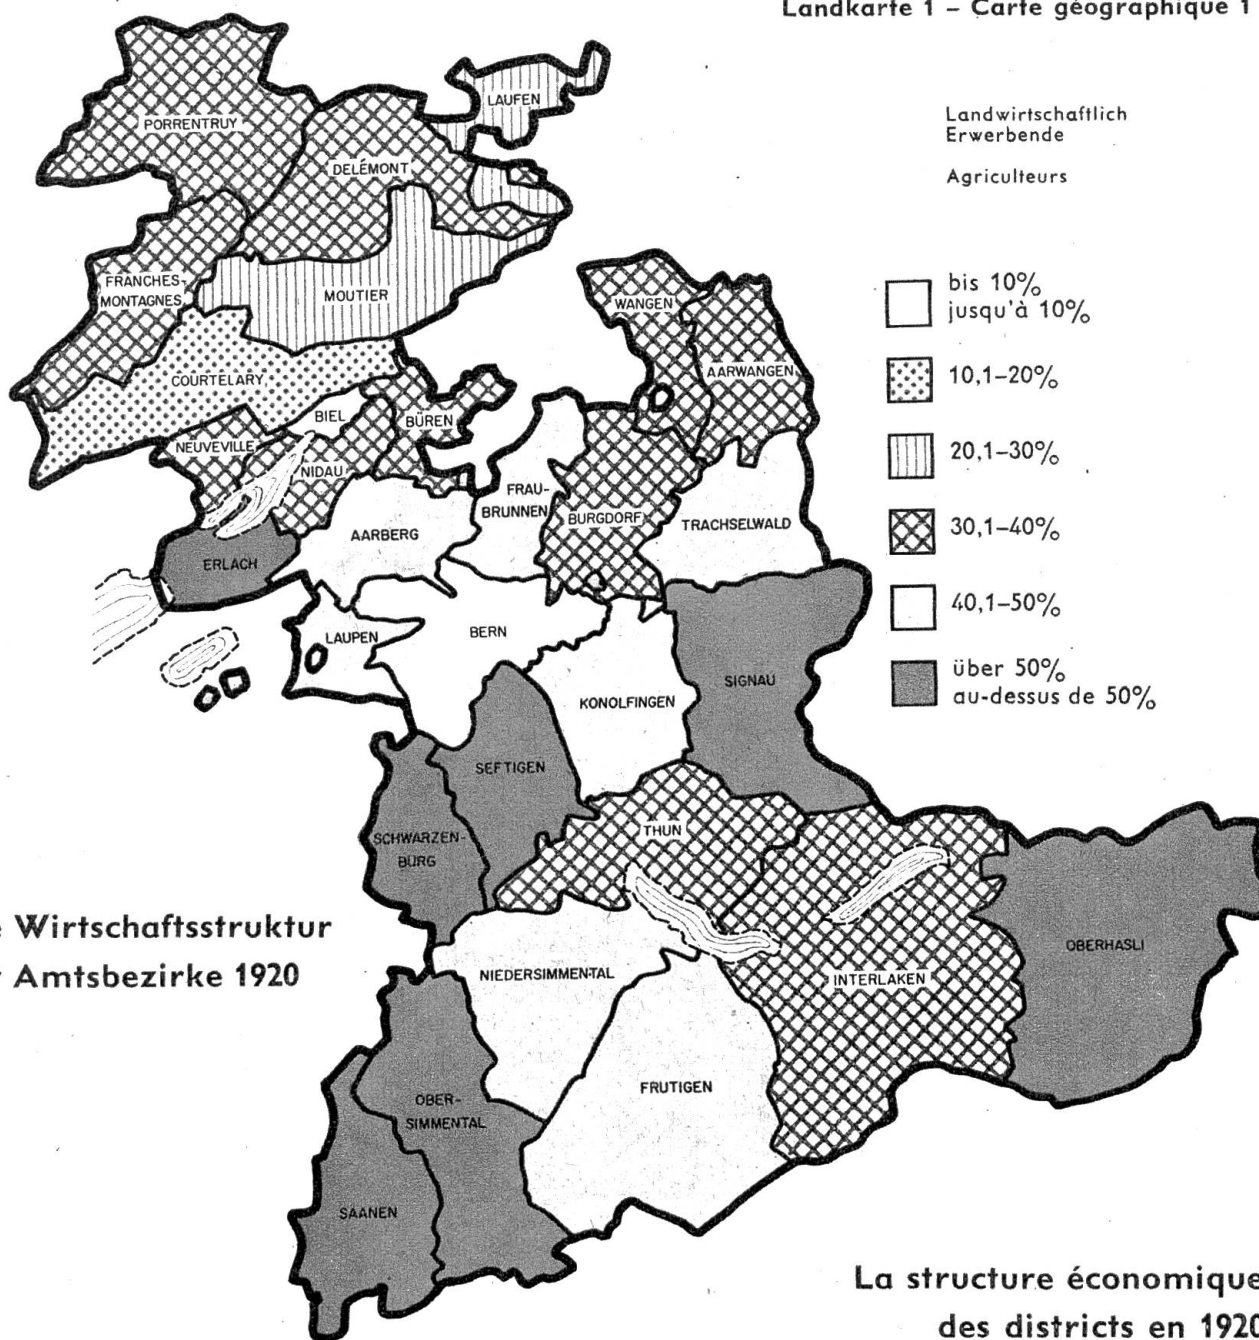 Landkarte 1 – Carte géographique 1
Landwirtschaftlich
Erwerbende
Agriculteurs
bis 10%
jusqu'à 10%
10,1–20%
20,1–30%
30,1–40%
40,1–50%
über 50%
au-dessus de 50%
LAUFEN
PORRENTRUY
DELÉMONT
FRANCHES-
MONTAGNES
MOUTIER
WANGEN
AARWANGEN
COURTELARY
BIEL
BÜREN
NEUVEVILLE
NIDAU
FRAU-
BRUNNEN
BURGDORF
TRACHSELWALD
AARBERG
ERLACH
LAUPEN
BERN
KONOLFINGEN
SIGNAU
SEFTIGEN
SCHWARZEN-
BURG
THUN
OBERHASLI
NIEDERSIMMENTAL
INTERLAKEN
FRUTIGEN
OBER-
SIMMENTAL
SAANEN
Wirtschaftsstruktur
Amtsbezirke 1920
La structure économique
des districts en 1920